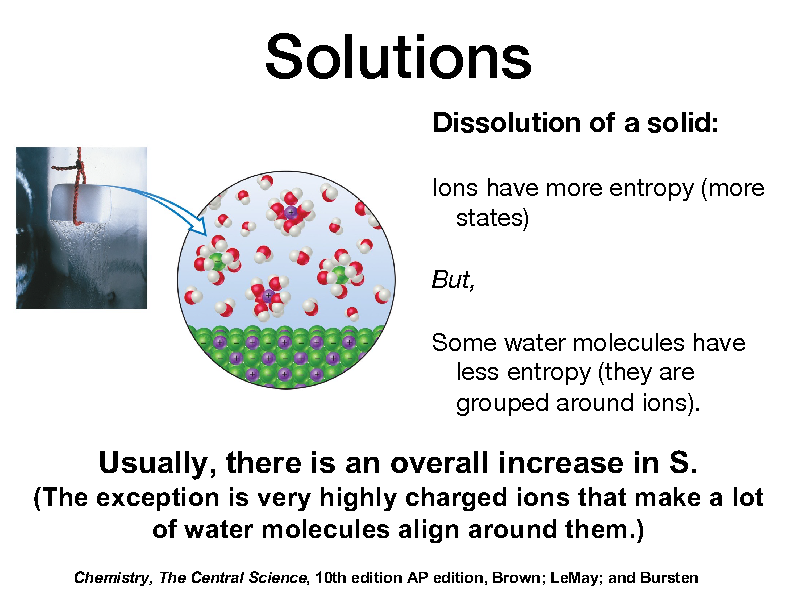 Solutions
Dissolution of a solid:
Ions have more entropy (more
states)
But,
Some water molecules have
less entropy (they are
grouped around ions).
Usually, there is an overall increase in S.
(The exception is very highly charged ions that make a lot
of water molecules align around them.)
Chemistry, The Central Science, 10th edition AP edition, Brown; LeMay; and Bursten